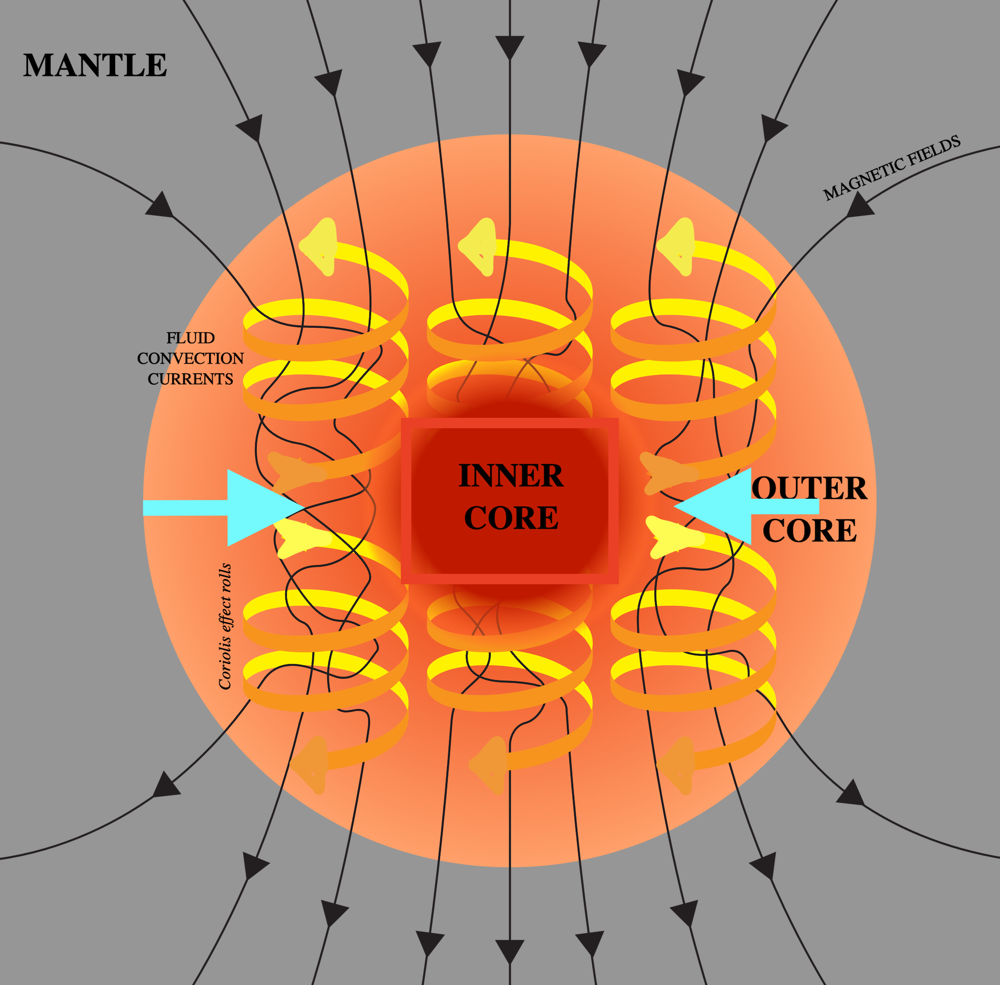 MANTLE
MAGNETIC FIELDS
FLUID
CONVECTION
CURRENTS
INNER
CORE
OUTER
CORE
Coriolis effect rolls